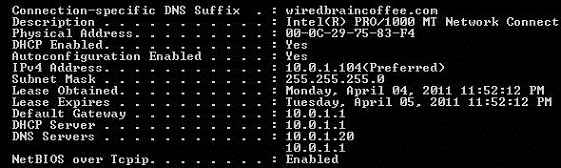 Connection-specific DNS Suffix  . : wiredbraincoffee.com
Description . . . . . . . . . . . : Intel(R) PRO/1000 MT Network Connect
Physical Address. . . . . . . . . : 00-0C-29-75-83-F4
DHCP Enabled. . . . . . . . . . . : Yes
Autoconfiguration Enabled . . . . : Yes
IPv4 Address. . . . . . . . . . . : 10.0.1.104(Preferred)
Subnet Mask . . . . . . . . . . . : 255.255.255.0
Lease Obtained. . . . . . . . . . : Monday, April 04, 2011 11:52:12 PM
Lease Expires . . . . . . . . . . : Tuesday, April 05, 2011 11:52:12 PM
Default Gateway . . . . . . . . . : 10.0.1.1
DHCP Server . . . . . . . . . . . : 10.0.1.1
DNS Servers . . . . . . . . . . . : 10.0.1.20
10.0.1.1
NetBIOS over Tcpip. . . . . . . . : Enabled